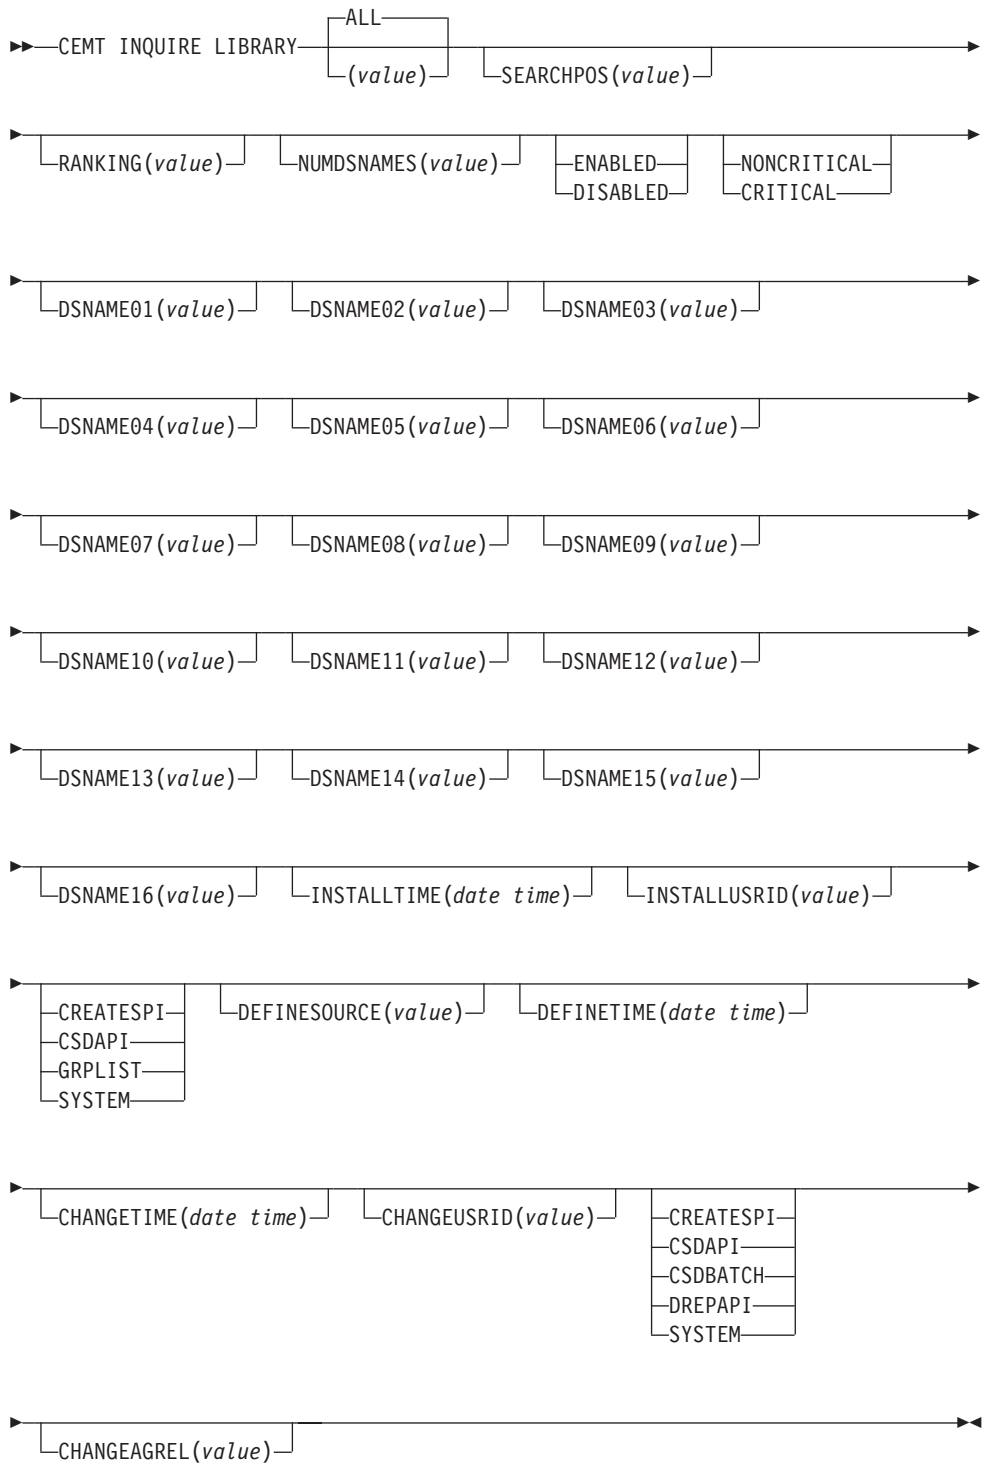 ALL
CEMT INQUIRE LIBRARY
(value) SEARCHPOS(value)
RANKING(value) NUMDSNAMES(value) ENABLED NONCRITICAL
DISABLED CRITICAL
DSNAME01(value) DSNAME02(value) DSNAME03(value)
DSNAME04(value) DSNAME05(value) DSNAME06(value)
DSNAME07(value) DSNAME08(value) DSNAME09(value)
DSNAME10(value) DSNAME11(value) DSNAME12(value)
DSNAME13(value) DSNAME14(value) DSNAME15(value)
DSNAME16(value) INSTALLTIME(date time) INSTALLUSRID(value)
CREATESPI DEFINESOURCE(value) DEFINETIME(date time)
CSDAPI
GRPLIST
SYSTEM
CHANGETIME(date time) CHANGEUSRID(value) CREATESPI
CSDAPI
CSDBATCH
DREPAPI
SYSTEM
CHANGEAGREL(value)